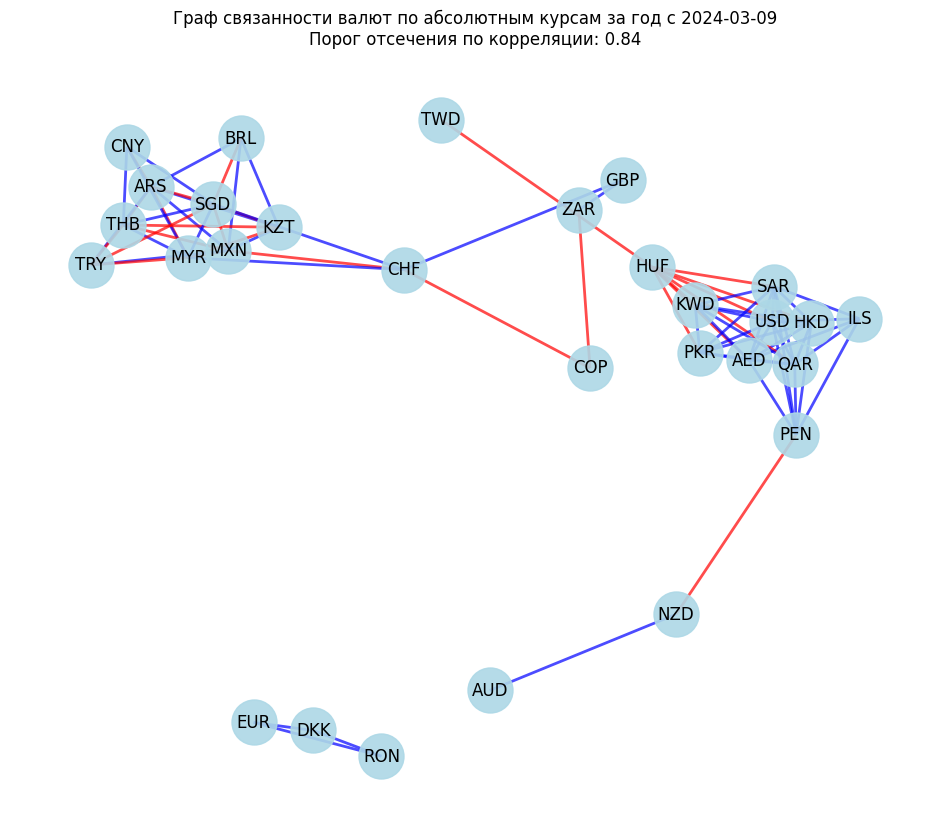 Граф связанности валют по абсолютным курсам за год с 2024-03-09
Порог отсечения по корреляции: 0.84
TWD
BRL
CNY
GBP
ARS
SGD
ZAR
THB
KZT
MXN
MYR
TRY
CHF
HUF
SAR
KWD
ILS
USD
HKD
PKR
AED
QAR
COP
PEN
NZD
AUD
EUR
DKK
RON